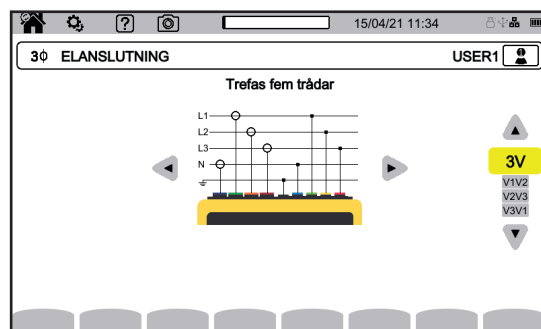 ?
15/04/21 11:34
3Φ ELANSLUTNING
USER1
Trefas fem trådar
L1
L2
L3
N
3V
V1V2
V2V3
V3V1